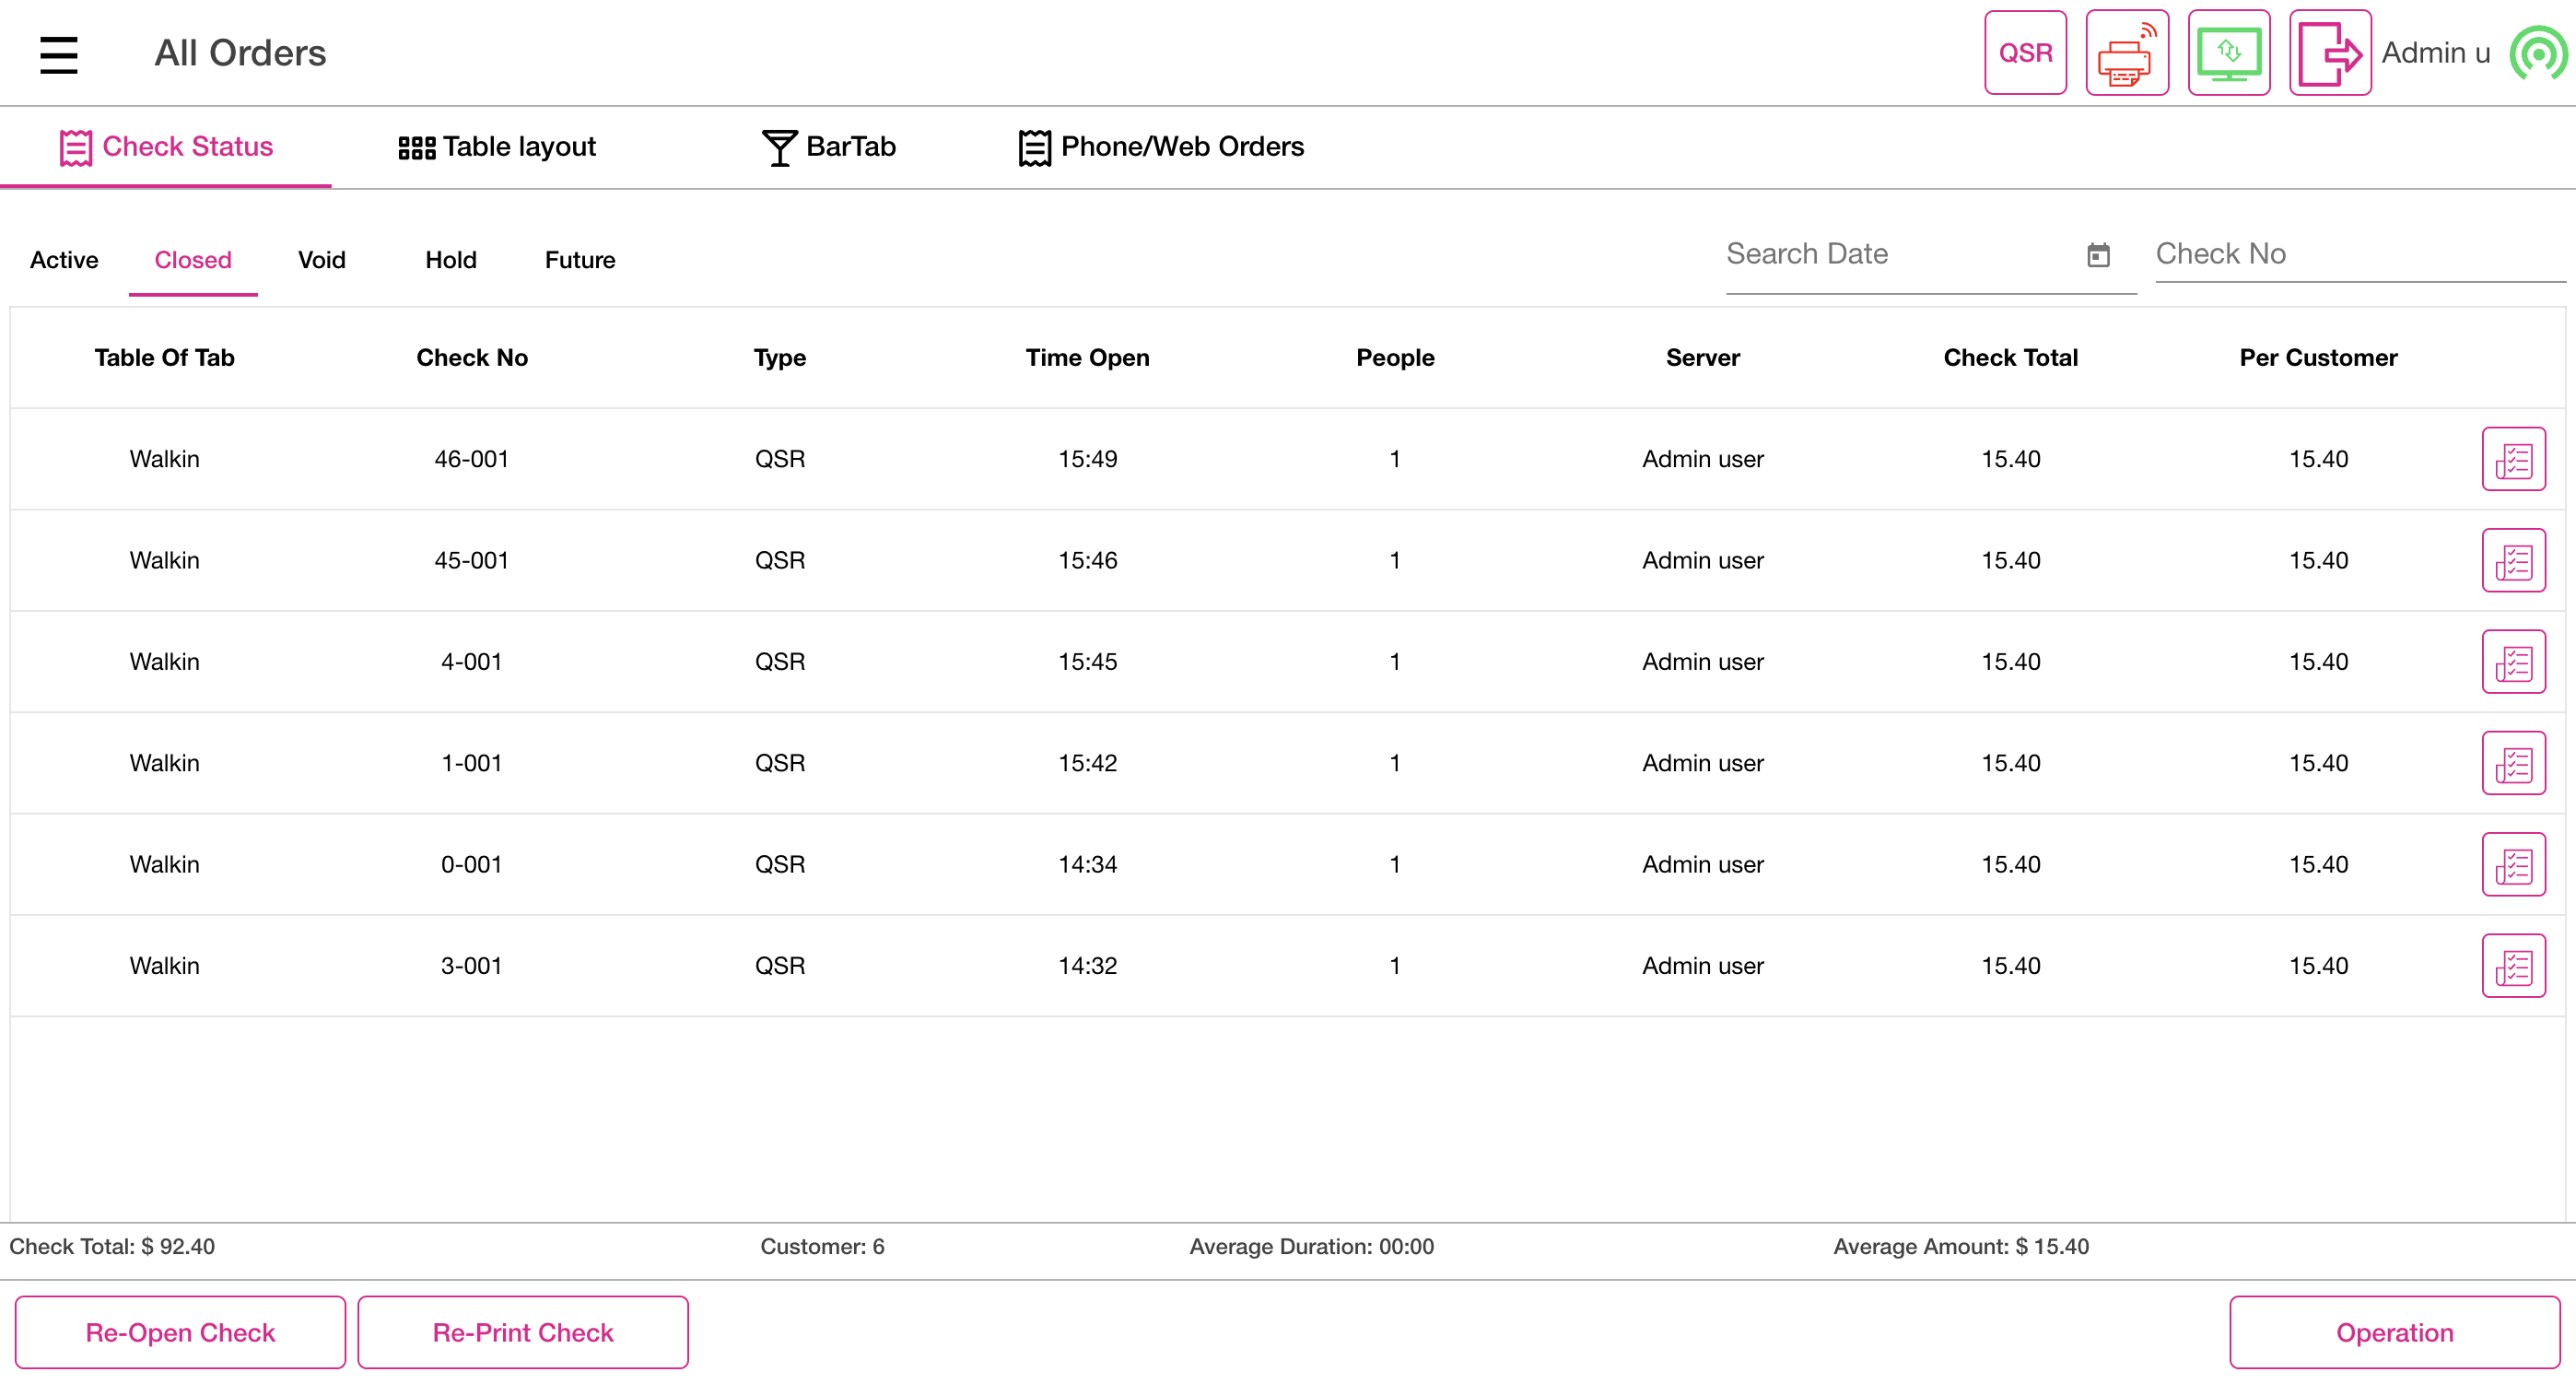 All Orders
QSR
Admin u
Check Status
Table layout
BarTab
Phone/Web Orders
Active
Closed
Void
Hold
Future
Search Date
Check No
Table Of Tab Check No Type Time Open People Server Check Total Per Customer
Walkin 46-001 QSR 15:49 1 Admin user 15.40 15.40
Walkin 45-001 QSR 15:46 1 Admin user 15.40 15.40
Walkin 4-001 QSR 15:45 1 Admin user 15.40 15.40
Walkin 1-001 QSR 15:42 1 Admin user 15.40 15.40
Walkin 0-001 QSR 14:34 1 Admin user 15.40 15.40
Walkin 3-001 QSR 14:32 1 Admin user 15.40 15.40
Check Total: $ 92.40 Customer: 6 Average Duration: 00:00 Average Amount: $ 15.40
Re-Open Check
Re-Print Check
Operation